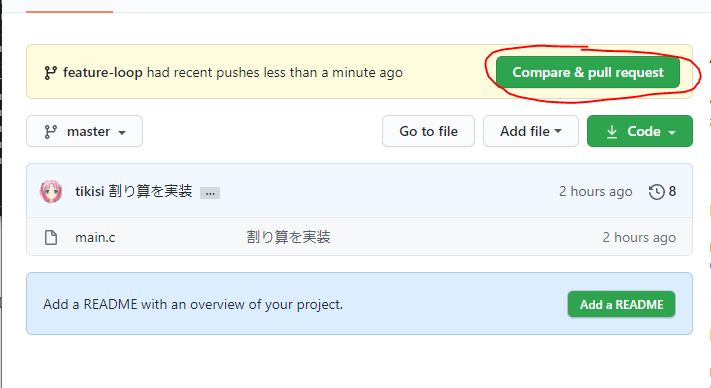 feature-loop had recent pushes less than a minute ago
Compare & pull request
master
Go to file
Add file
Code
tikisi 割り算を実装 ...
2 hours ago
8
main.c
割り算を実装
2 hours ago
Add a README with an overview of your project.
Add a README